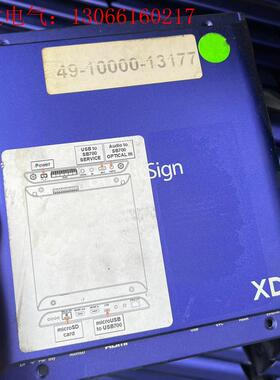 电气：13066160217
49-10000-13177
Power
USB to
SB700
SERVICE
Audio to
SB700
OPTICAL IN
Sign
XD
microSD
card
microUSB
to USB700
HDMI